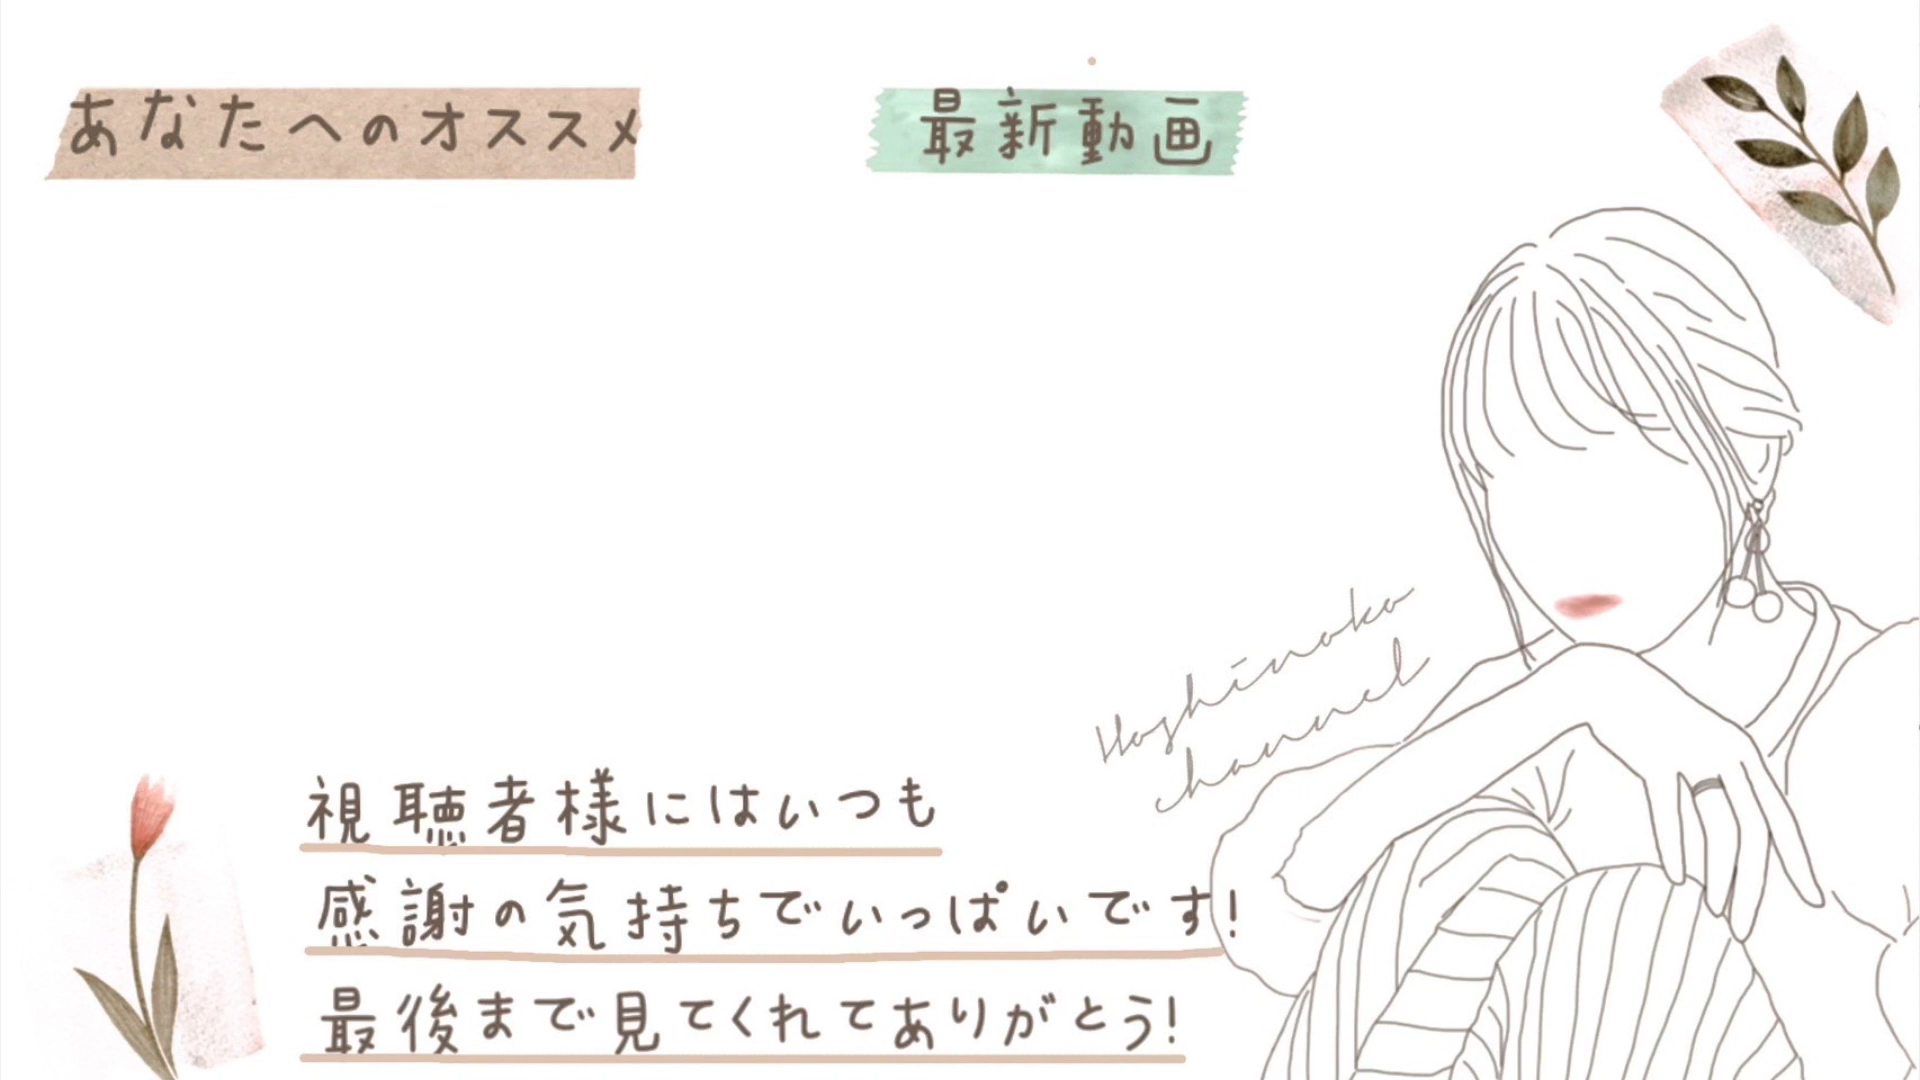 あなたへのオススメ
最新動画
Hoshinoko
channel
視聴者様にはいつも
感謝の気持ちでいっぱいです!
最後まで見てくれてありがとう!